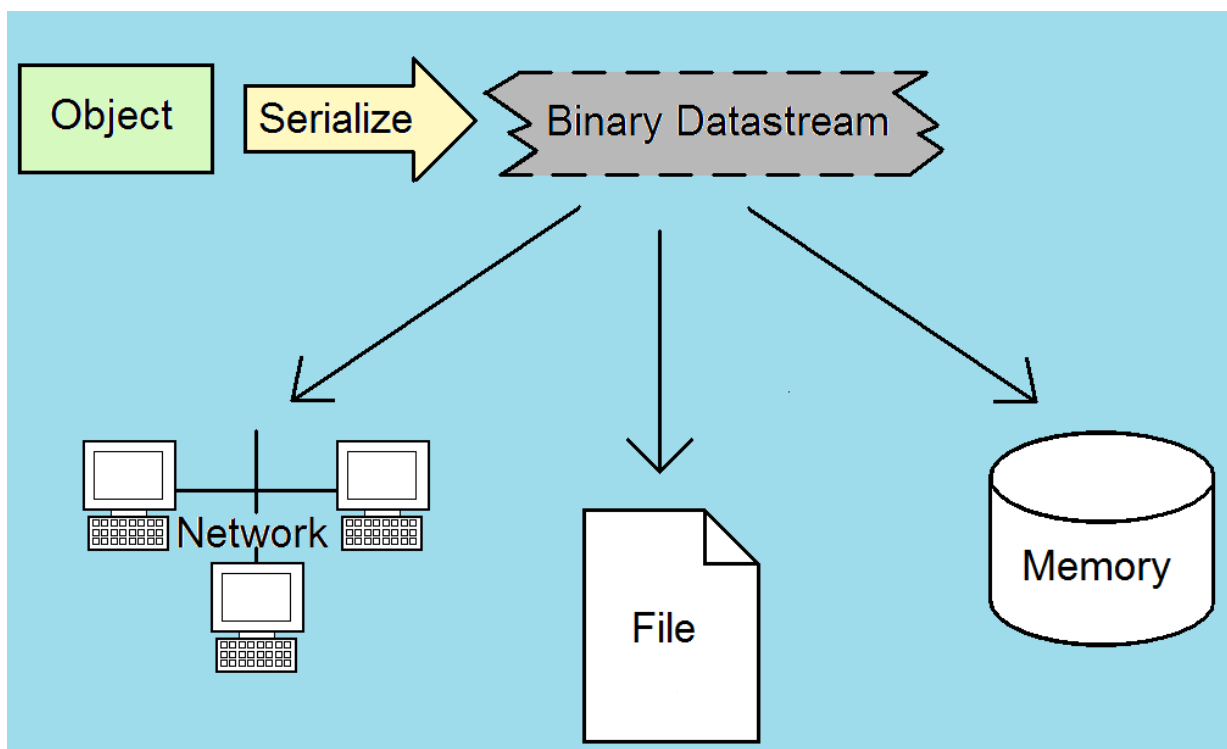 Object
Serialize
Binary Datastream
Network
File
Memory